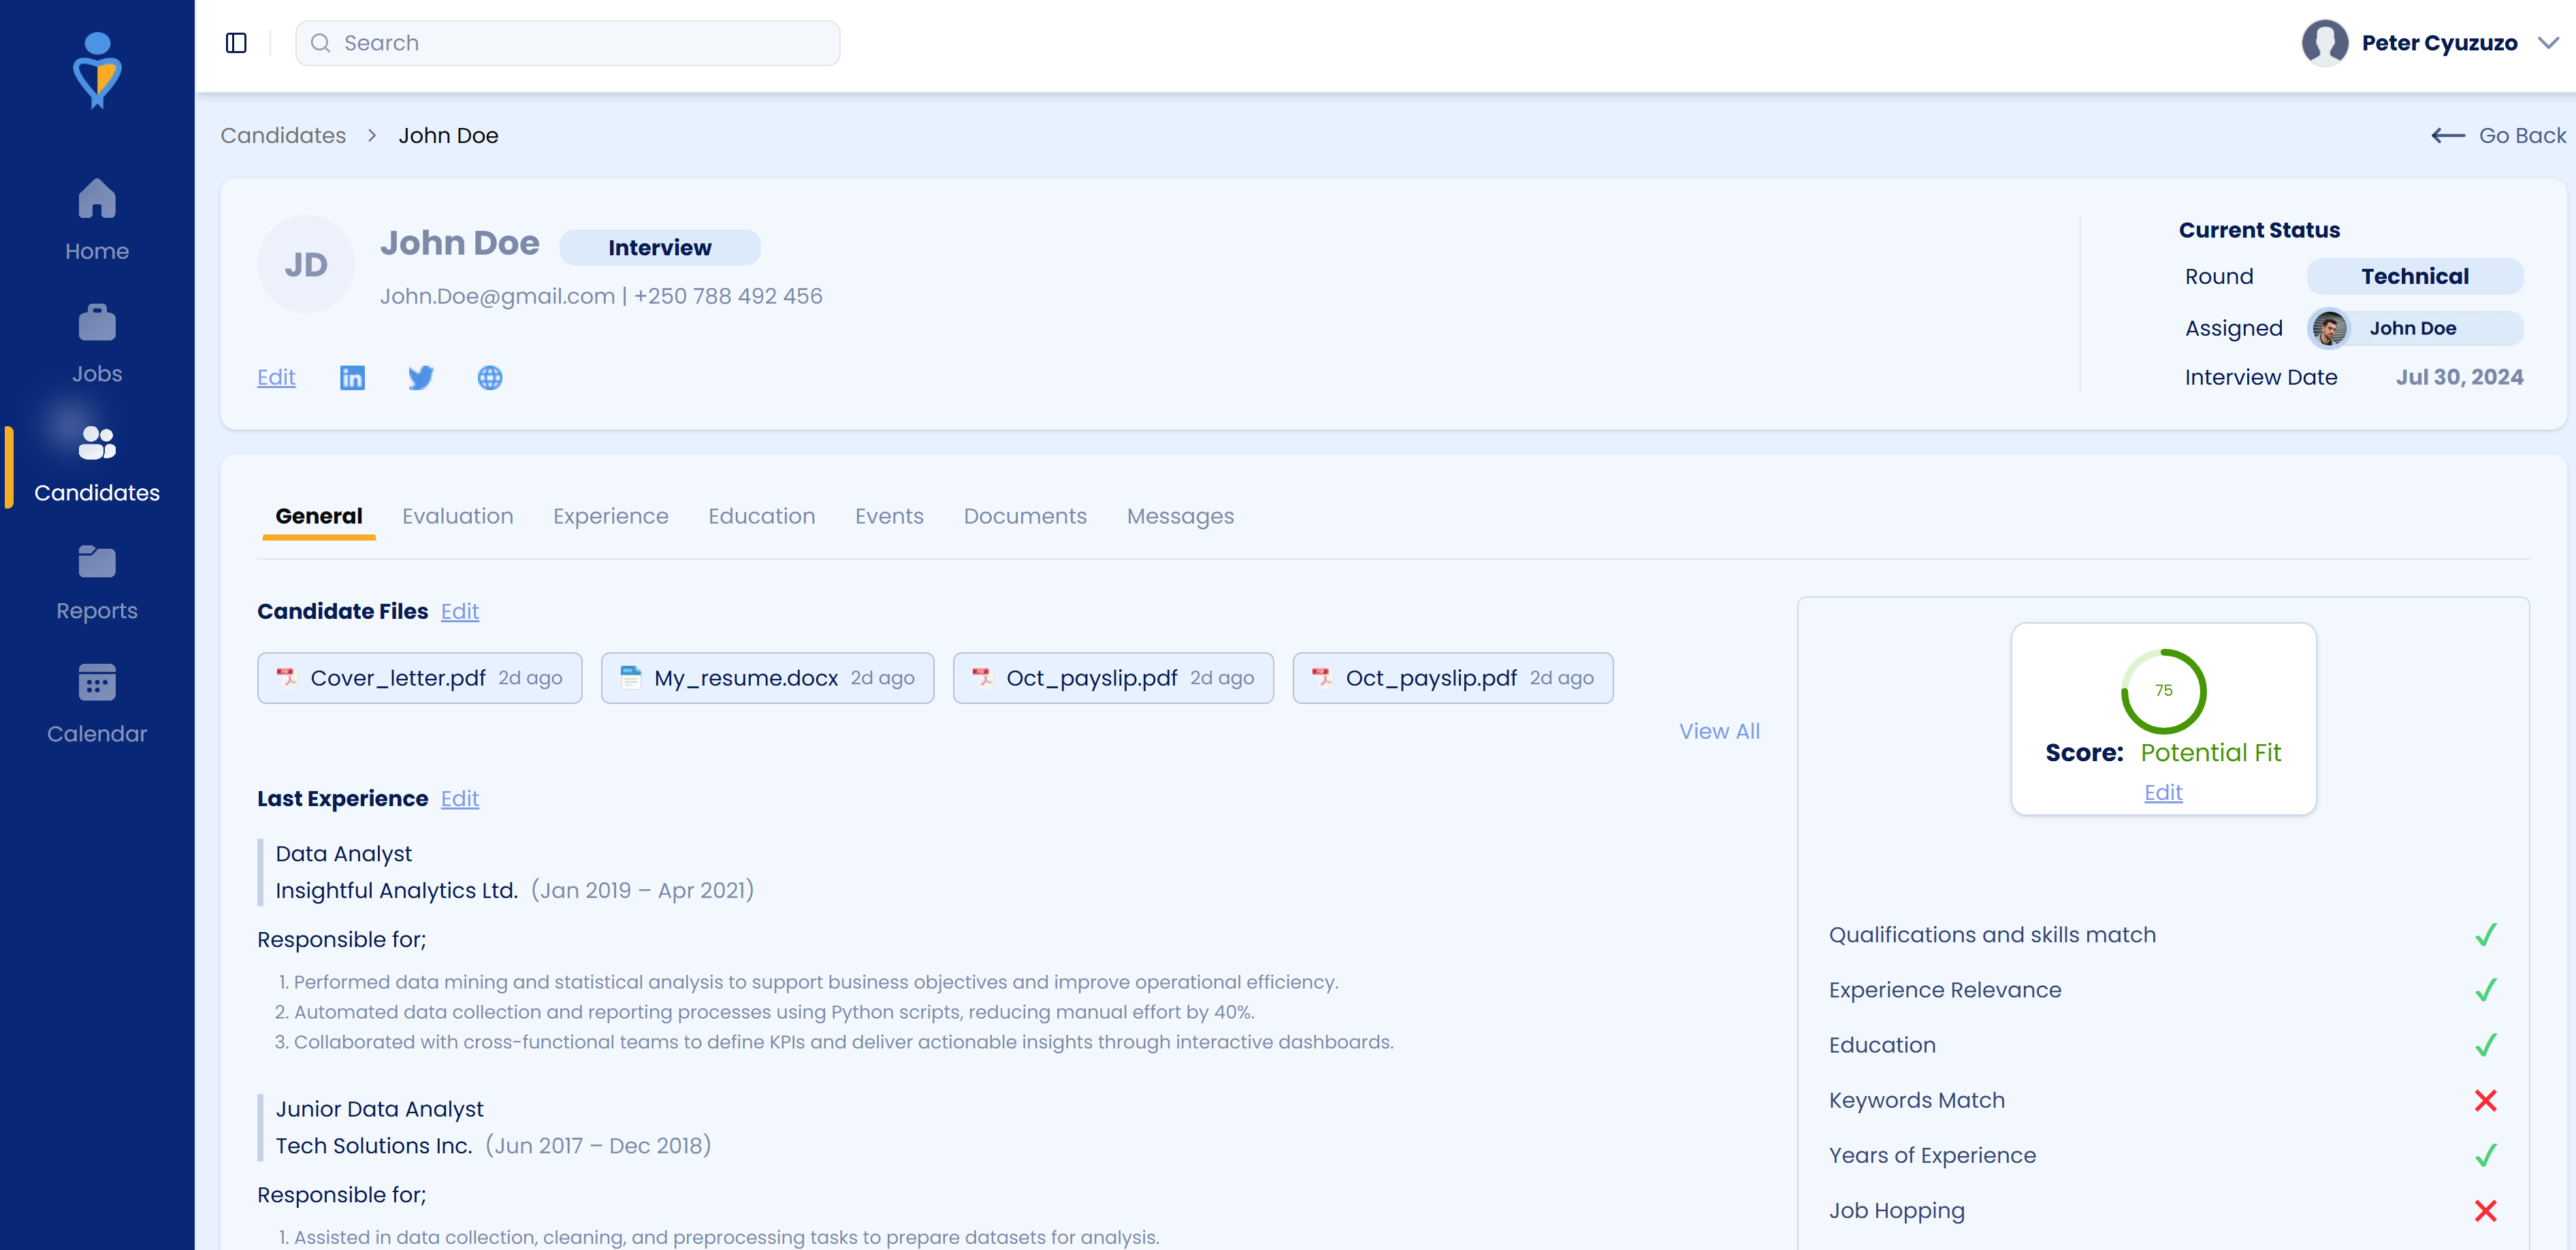 Search
Peter Cyuzuzo
Home
Jobs
Candidates
Reports
Calendar
Candidates > John Doe
Go Back
JD
John Doe Interview
John.Doe@gmail.com | +250 788 492 456
Edit
Current Status
Round Technical
Assigned John Doe
Interview Date Jul 30, 2024
General Evaluation Experience Education Events Documents Messages
Candidate Files Edit
Cover_letter.pdf 2d ago My_resume.docx 2d ago Oct_payslip.pdf 2d ago Oct_payslip.pdf 2d ago
View All
Last Experience Edit
Data Analyst
Insightful Analytics Ltd. (Jan 2019 – Apr 2021)
Responsible for;
1. Performed data mining and statistical analysis to support business objectives and improve operational efficiency.
2. Automated data collection and reporting processes using Python scripts, reducing manual effort by 40%.
3. Collaborated with cross-functional teams to define KPIs and deliver actionable insights through interactive dashboards.
Junior Data Analyst
Tech Solutions Inc. (Jun 2017 – Dec 2018)
Responsible for;
1. Assisted in data collection, cleaning, and preprocessing tasks to prepare datasets for analysis.
75
Score: Potential Fit
Edit
Qualifications and skills match
Experience Relevance
Education
Keywords Match
Years of Experience
Job Hopping